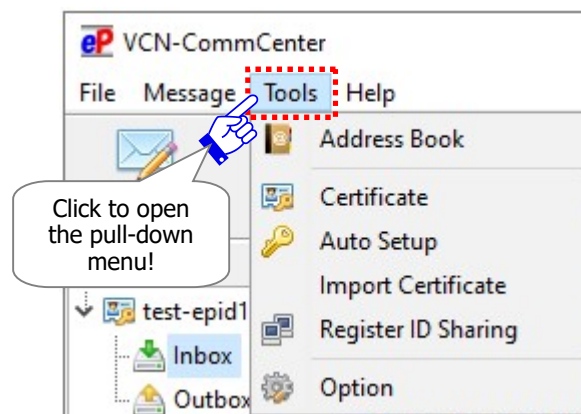 eP VCN-CommCenter
File Message Tools Help
Address Book
Certificate
Auto Setup
Import Certificate
Register ID Sharing
Option
Click to open
the pull-down
menu!
test-epid1
Inbox
Outbox